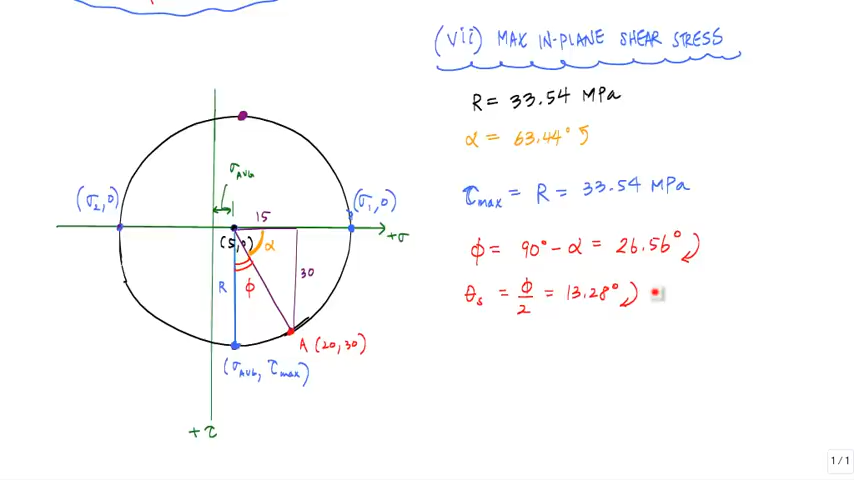 (vii) MAX IN-PLANE SHEAR STRESS
R = 33.54 MPa
α = 63.44°
τmax = R = 33.54 MPa
ϕ = 90° - α = 26.56°
θs = ϕ/2 = 13.28°
σAVG
(σ2, 0)
(σ1, 0)
15
+σ
(5, 0)
α
30
R
ϕ
A (20, 30)
(σAVG, τmax)
+τ
1 / 1